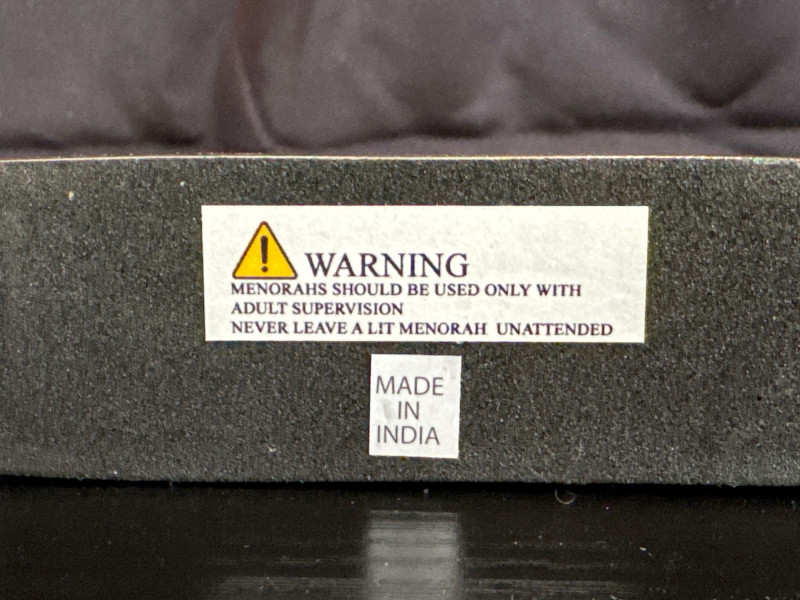 WARNING
MENORAHS SHOULD BE USED ONLY WITH
ADULT SUPERVISION
NEVER LEAVE A LIT MENORAH UNATTENDED
MADE
IN
INDIA